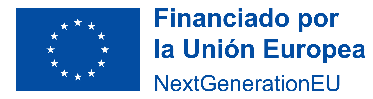 Financiado por
la Unión Europea
NextGenerationEU